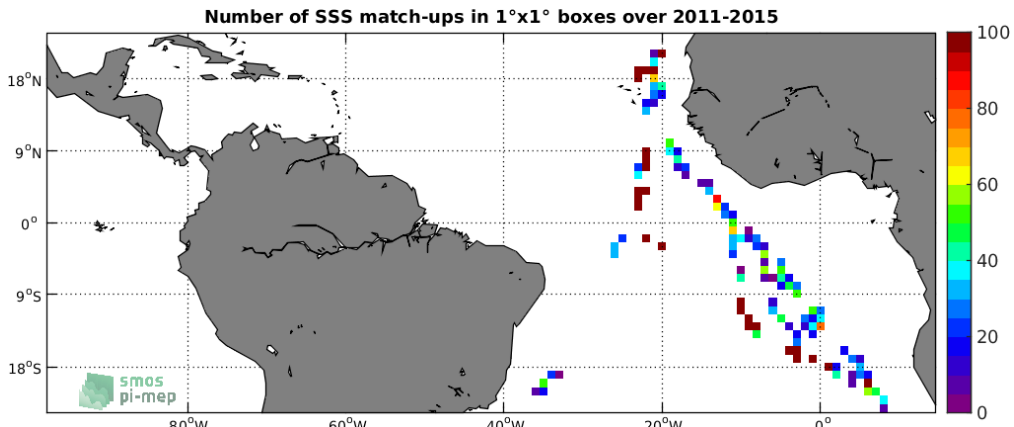 Number of SSS match-ups in 1°x1° boxes over 2011-2015
100
18°N
80
9°N
60
0°
40
9°S
20
18°S
smos
pi-mep
0
80°W
60°W
40°W
20°W
0°